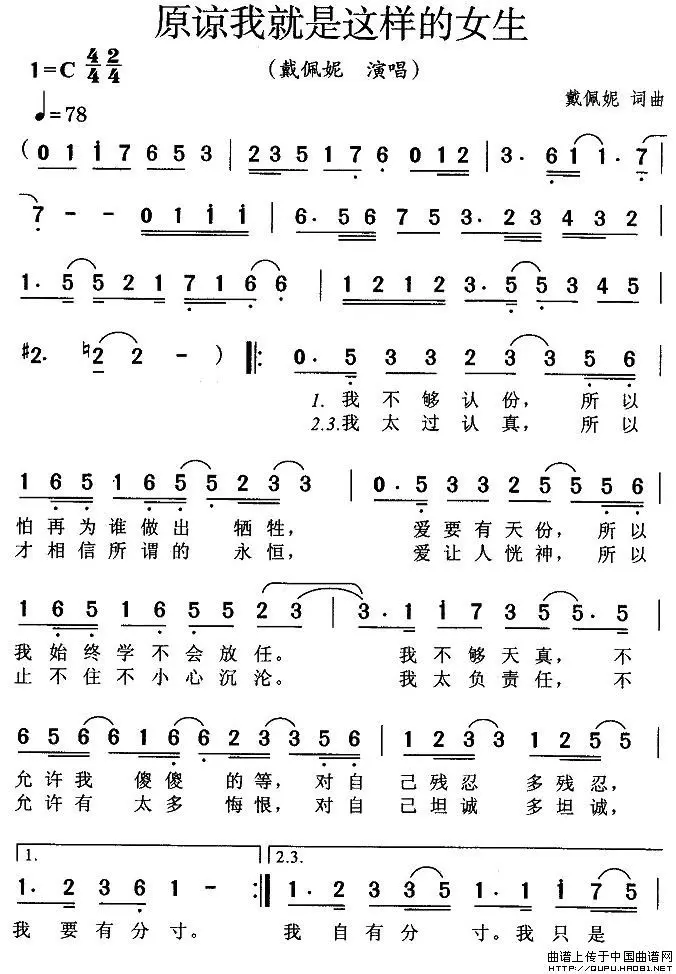 原谅我就是这样的女生
1=C 4/4 2/4
（戴佩妮 演唱）
戴佩妮 词曲
♩=78
(0 1 i 7 6 5 3 | 2 3 5 1 7 6 0 1 2 | 3· 6 1 1· 7 |
7 - - 0 1 i i | 6· 5 6 7 5 3· 2 3 4 3 2 |
1· 5 5 2 1 7 1 6 6 | 1 2 1 2 3· 5 5 3 4 5 |
#2· ♮2 2 - ) ‖: 0· 5 3 3 2 3 3 5 6 |
1. 我 不 够 认 份， 所 以
2.3.我 太 过 认 真， 所 以
1 6 5 1 6 5 5 2 3 3 | 0· 5 3 3 2 5 5 5 6 |
怕 再 为 谁 做 出 牺 牲， 爱 要 有 天 份， 所 以
才 相 信 所 谓 的 永 恒， 爱 让 人 恍 神， 所 以
1 6 5 1 6 5 5 2 3 | 3· 1 i 7 3 5 5· 5 |
我 始 终 学 不 会 放 任。 我 不 够 天 真， 不
止 不 住 不 小 心 沉 沦。 我 太 负 责 任， 不
6 5 6 6 1 6 6 2 3 3 5 6 | 1 2 3 3 1 2 5 5 |
允 许 我 傻 傻 的 等， 对 自 己 残 忍 多 残 忍，
允 许 有 太 多 悔 恨， 对 自 己 坦 诚 多 坦 诚，
1. 2.3.
1· 2 3 6 1 - :‖ 1· 2 3 3 5 1· 1 i 7 5 |
我 要 有 分 寸。 我 自 有 分 寸。我 只 是
曲谱上传于中国曲谱网
http://QUPU.HAO81.NET